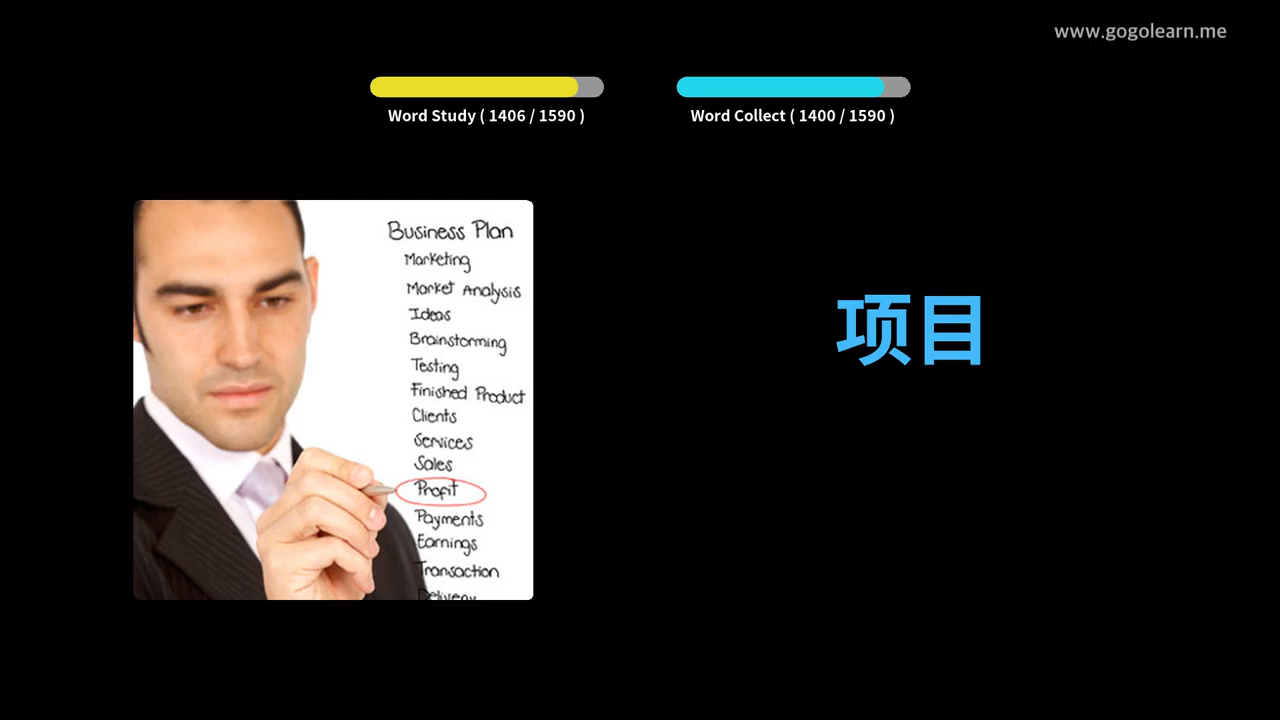 www.gogolearn.me
Word Study ( 1406 / 1590 )
Word Collect ( 1400 / 1590 )
Business Plan
Marketing
Market Analysis
Ideas
Brainstorming
Testing
Finished Product
Clients
Services
Sales
Profit
Payments
Earnings
Transaction
Delivery
项目